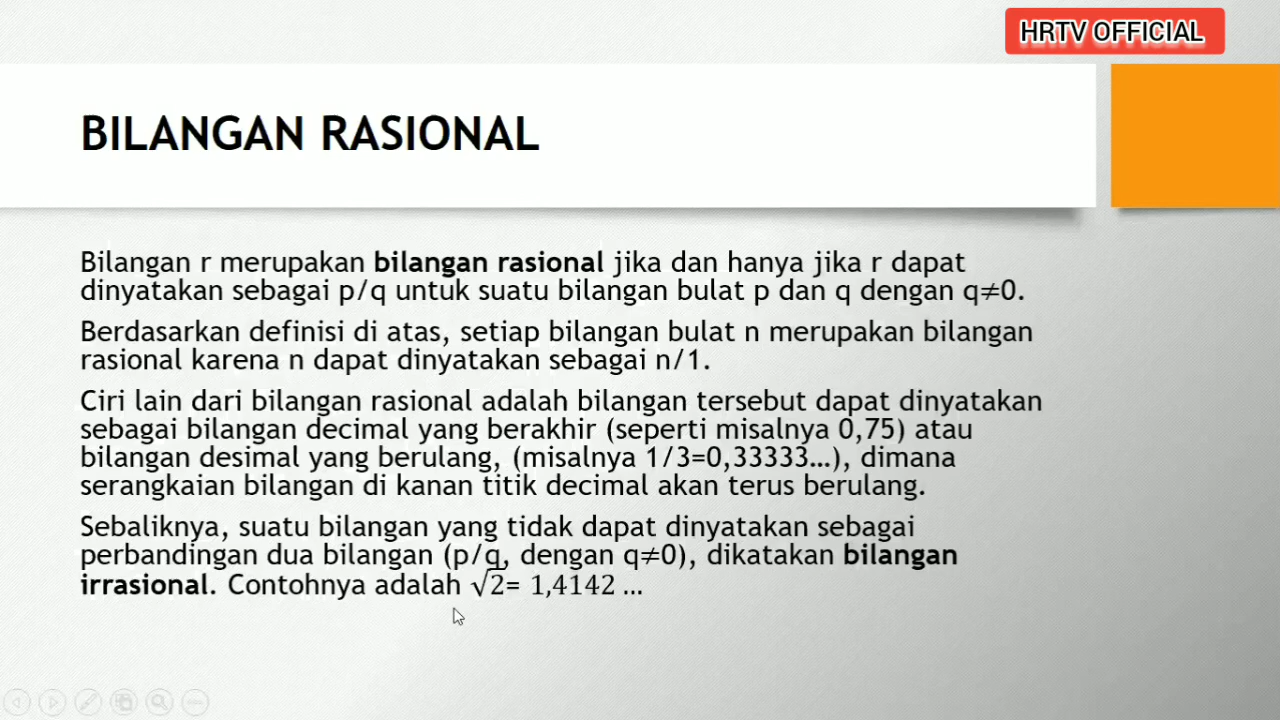 HRTV OFFICIAL
BILANGAN RASIONAL
Bilangan r merupakan bilangan rasional jika dan hanya jika r dapat
dinyatakan sebagai p/q untuk suatu bilangan bulat p dan q dengan q≠0.
Berdasarkan definisi di atas, setiap bilangan bulat n merupakan bilangan
rasional karena n dapat dinyatakan sebagai n/1.
Ciri lain dari bilangan rasional adalah bilangan tersebut dapat dinyatakan
sebagai bilangan decimal yang berakhir (seperti misalnya 0,75) atau
bilangan desimal yang berulang, (misalnya 1/3=0,33333…), dimana
serangkaian bilangan di kanan titik decimal akan terus berulang.
Sebaliknya, suatu bilangan yang tidak dapat dinyatakan sebagai
perbandingan dua bilangan (p/q, dengan q≠0), dikatakan bilangan
irrasional. Contohnya adalah √2= 1,4142 …